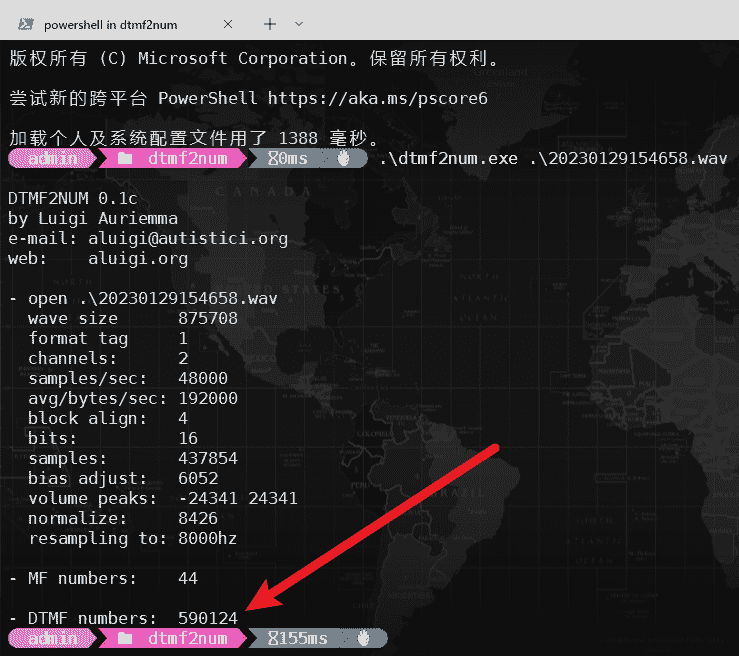 powershell in dtmf2num
版权所有 (C) Microsoft Corporation。保留所有权利。
尝试新的跨平台 PowerShell https://aka.ms/pscore6
加载个人及系统配置文件用了 1388 毫秒。
admin dtmf2num 80ms .\dtmf2num.exe .\20230129154658.wav
DTMF2NUM 0.1c
by Luigi Auriemma
e-mail: aluigi@autistici.org
web: aluigi.org
- open .\20230129154658.wav
wave size 875708
format tag 1
channels: 2
samples/sec: 48000
avg/bytes/sec: 192000
block align: 4
bits: 16
samples: 437854
bias adjust: 6052
volume peaks: -24341 24341
normalize: 8426
resampling to: 8000hz
- MF numbers: 44
- DTMF numbers: 590124
admin dtmf2num 155ms